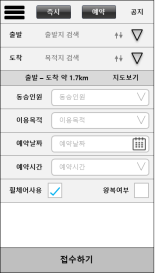 즉시 예약 공지
출발 출발지 검색
도착 목적지 검색
출발 – 도착 약 1.7km 지도보기
동승인원 동승인원
이용목적 이용목적
예약날짜 예약날짜
예약시간 예약시간
휠체어사용 왕복여부
접수하기